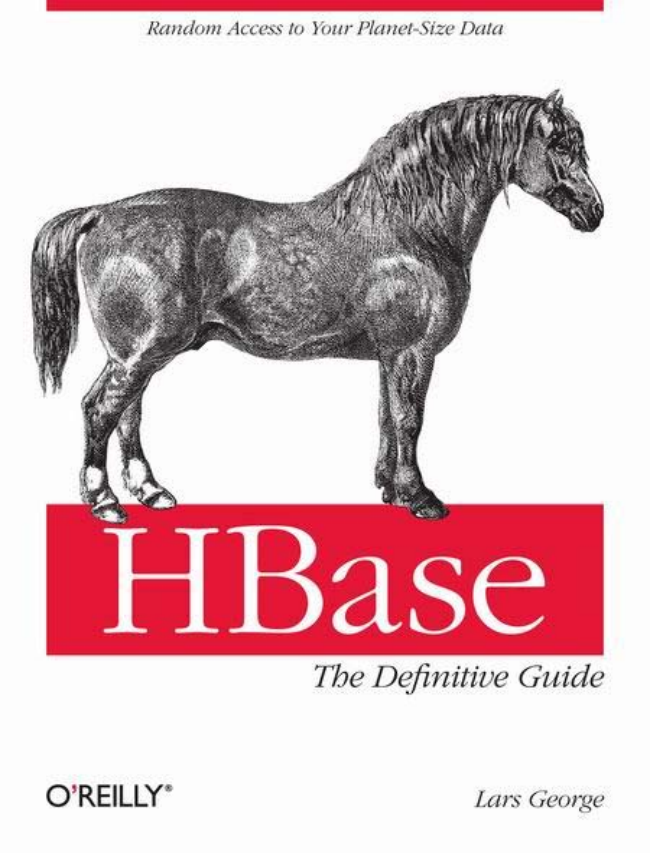 Random Access to Your Planet-Size Data
HBase
The Definitive Guide
O'REILLY®
Lars George